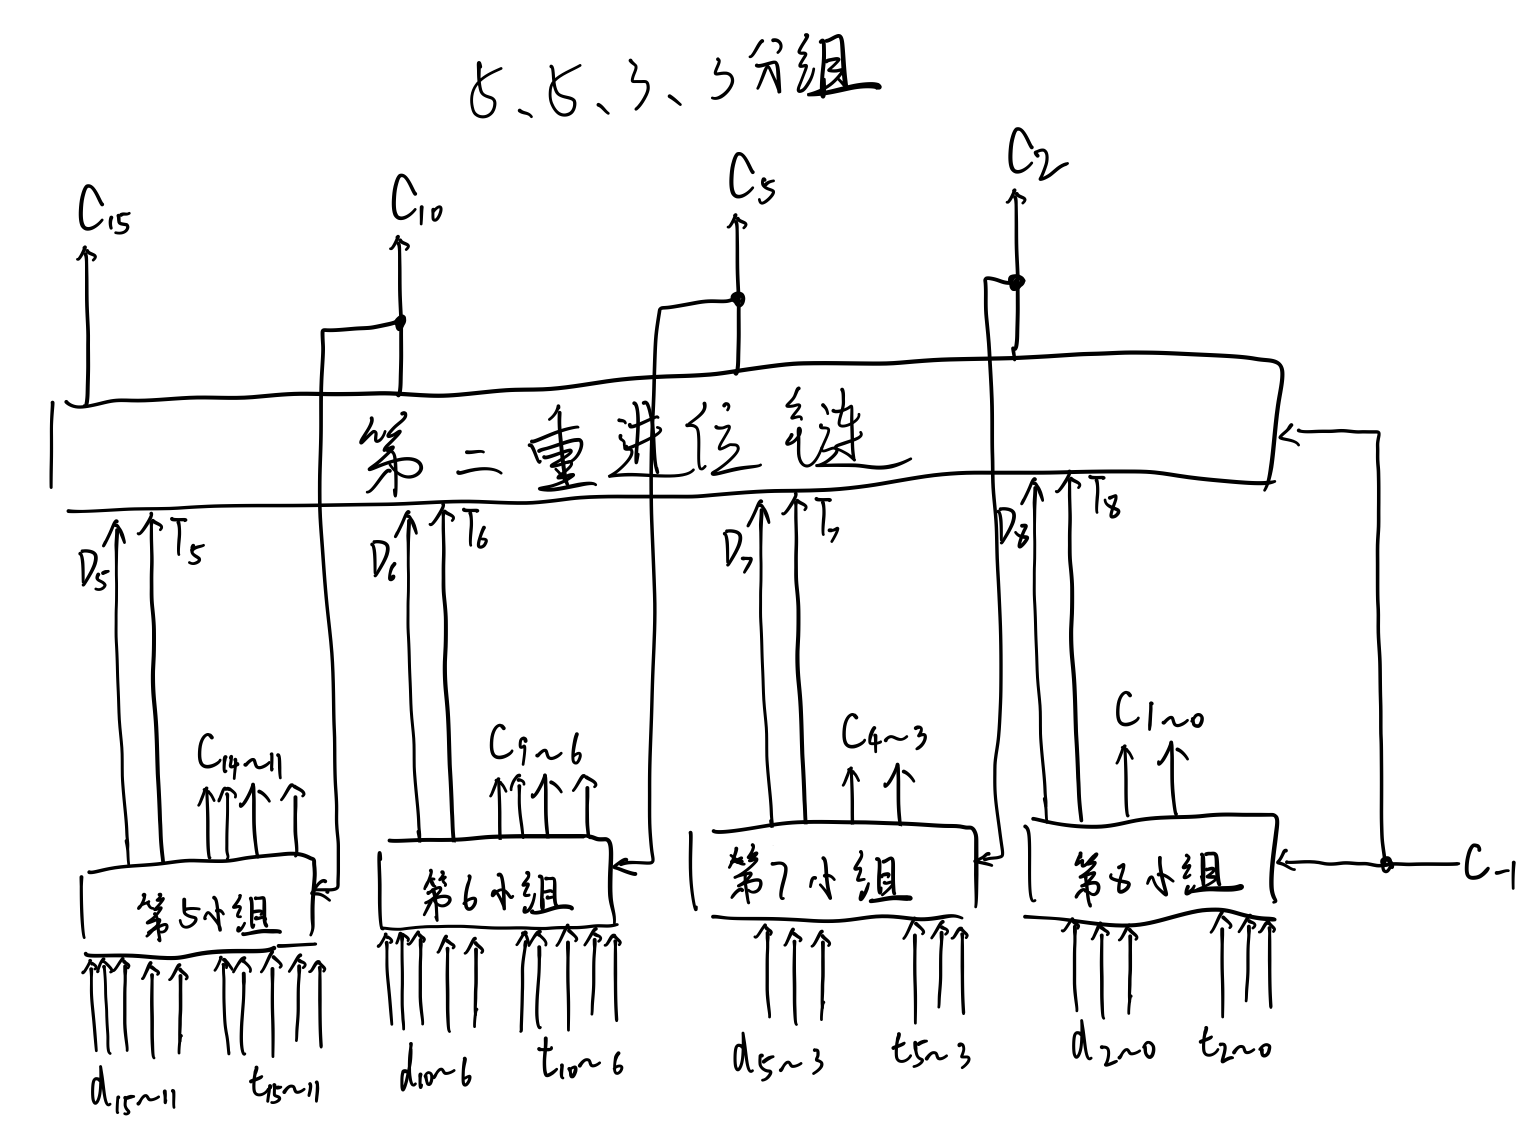 5、5、3、3分组
C15 C10 C5 C2
第二重进位链
D5 T5 D6 T6 D7 T7 D8 T8
C14~11 C9~6 C4~3 C1~0
第5小组 第6小组 第7小组 第8小组 C-1
d15~11 t15~11 d10~6 t10~6 d5~3 t5~3 d2~0 t2~0